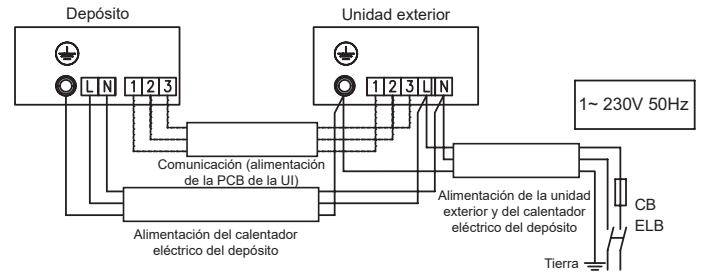 Depósito
Unidad exterior
L N 1 2 3
1 2 3 L N
1~ 230V 50Hz
Comunicación (alimentación
de la PCB de la UI)
Alimentación del calentador
eléctrico del depósito
Alimentación de la unidad
exterior y del calentador
eléctrico del depósito
CB
ELB
Tierra